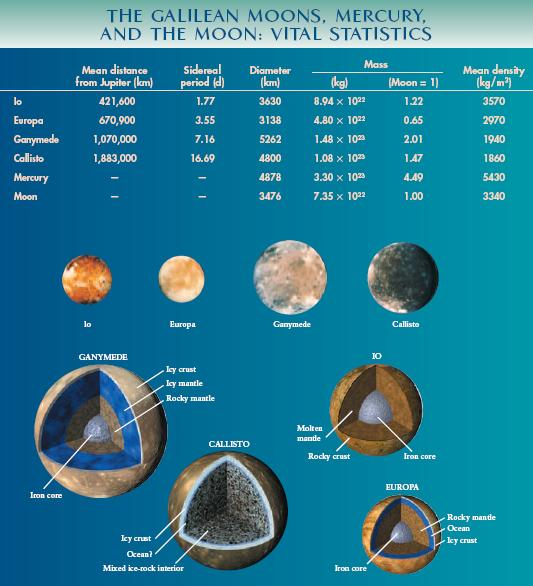 THE GALILEAN MOONS, MERCURY,
AND THE MOON: VITAL STATISTICS
Mean distance from Jupiter (km) Sidereal period (d) Diameter (km) Mass (kg) (Moon = 1) Mean density (kg/m³)
Io 421,600 1.77 3630 8.94 × 10²² 1.22 3570
Europa 670,900 3.55 3138 4.80 × 10²² 0.65 2970
Ganymede 1,070,000 7.16 5262 1.48 × 10²³ 2.01 1940
Callisto 1,883,000 16.69 4800 1.08 × 10²³ 1.47 1860
Mercury – – 4878 3.30 × 10²³ 4.49 5430
Moon – – 3476 7.35 × 10²² 1.00 3340
Io Europa Ganymede Callisto
GANYMEDE
Icy crust
Icy mantle
Rocky mantle
Iron core
CALLISTO
Icy crust
Ocean?
Mixed ice-rock interior
IO
Molten
mantle
Rocky crust
Iron core
EUROPA
Rocky mantle
Ocean
Icy crust
Iron core